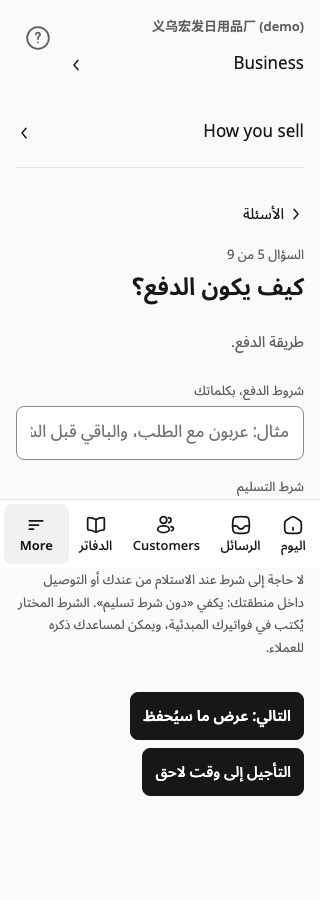 义乌宏发日用品厂 (demo)
Business
How you sell
الأسئلة
السؤال 5 من 9
كيف يكون الدفع؟
طريقة الدفع.
شروط الدفع، بكلماتك
مثال: عربون مع الطلب، والباقي قبل الش
شرط التسليم
اليوم
الرسائل
Customers
الدفاتر
More
لا حاجة إلى شرط عند الاستلام من عندك أو التوصيل
داخل منطقتك: يكفي «دون شرط تسليم». الشرط المختار
يُكتب في فواتيرك المبدئية، ويمكن لمساعدك ذكره
للعملاء.
التالي: عرض ما سيُحفظ
التأجيل إلى وقت لاحق